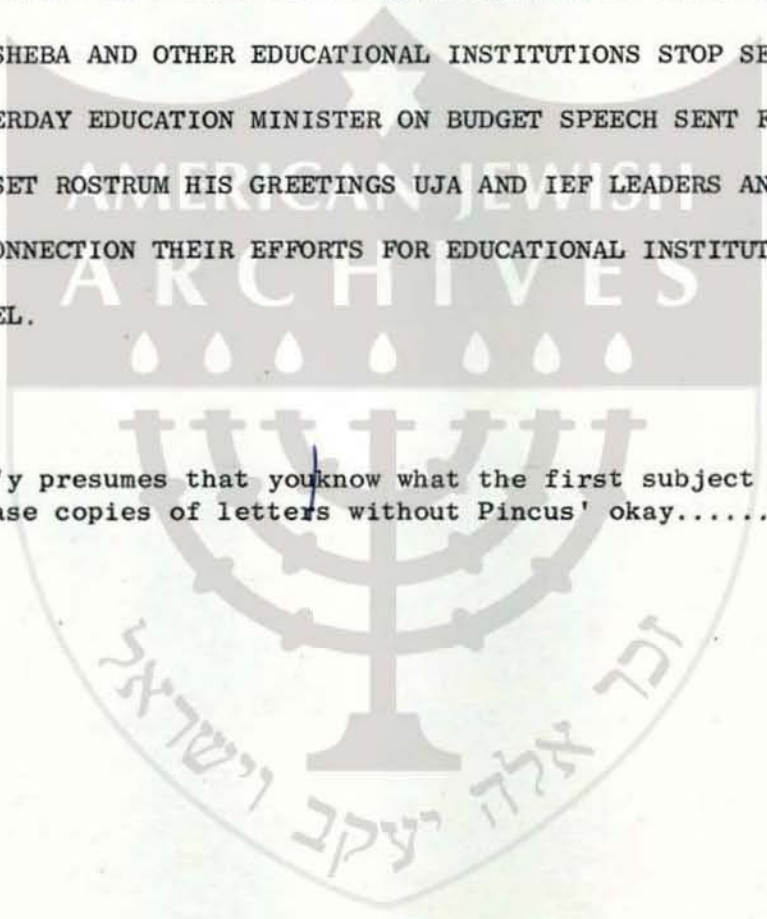 SHEBA AND OTHER EDUCATIONAL INSTITUTIONS STOP SE
ERDAY EDUCATION MINISTER ON BUDGET SPEECH SENT F
SET ROSTRUM HIS GREETINGS UJA AND IEF LEADERS AN
AMERICAN JEWISH
ONNECTION THEIR EFFORTS FOR EDUCATIONAL INSTITUT
ARCHIVES
EL.
'y presumes that you know what the first subject
ase copies of letters without Pincus' okay......
זכר אלה יעקב וישראל